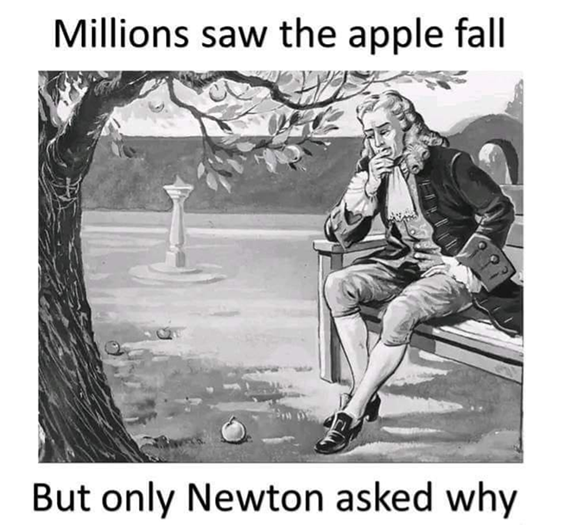 Millions saw the apple fall
But only Newton asked why